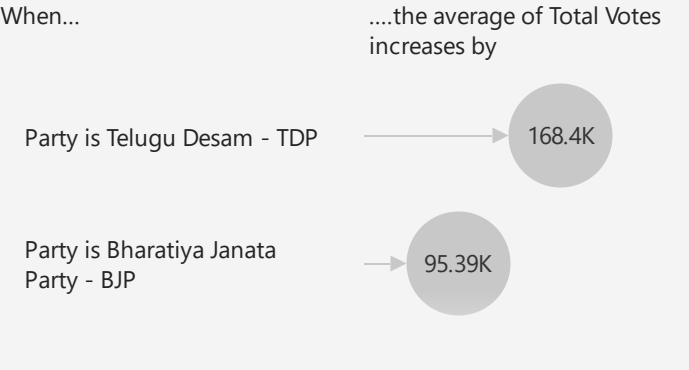 When...
....the average of Total Votes
increases by
Party is Telugu Desam - TDP
168.4K
Party is Bharatiya Janata
Party - BJP
95.39K